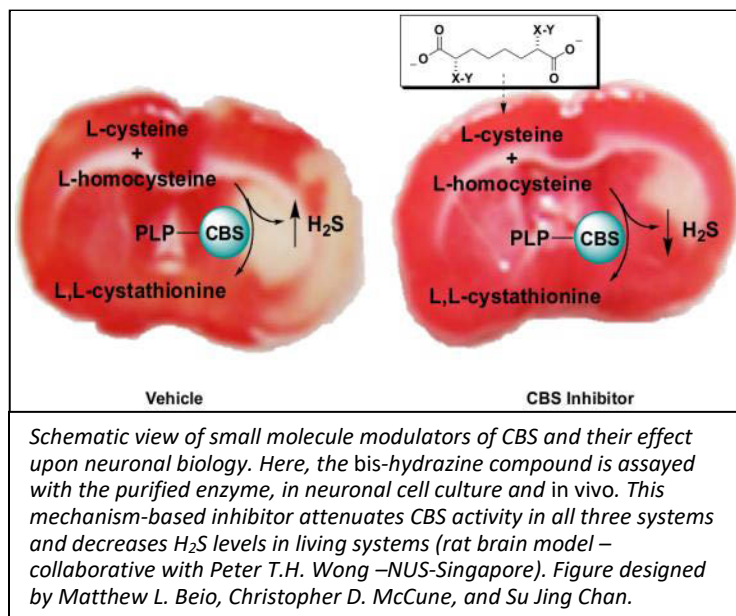 X-Y
O
⁻O
O⁻
X-Y
O
L-cysteine
+
L-homocysteine
PLP
CBS
H₂S
L,L-cystathionine
Vehicle
L-cysteine
+
L-homocysteine
PLP
CBS
H₂S
L,L-cystathionine
CBS Inhibitor
Schematic view of small molecule modulators of CBS and their effect
upon neuronal biology. Here, the bis-hydrazine compound is assayed
with the purified enzyme, in neuronal cell culture and in vivo. This
mechanism-based inhibitor attenuates CBS activity in all three systems
and decreases H₂S levels in living systems (rat brain model –
collaborative with Peter T.H. Wong –NUS-Singapore). Figure designed
by Matthew L. Beio, Christopher D. McCune, and Su Jing Chan.